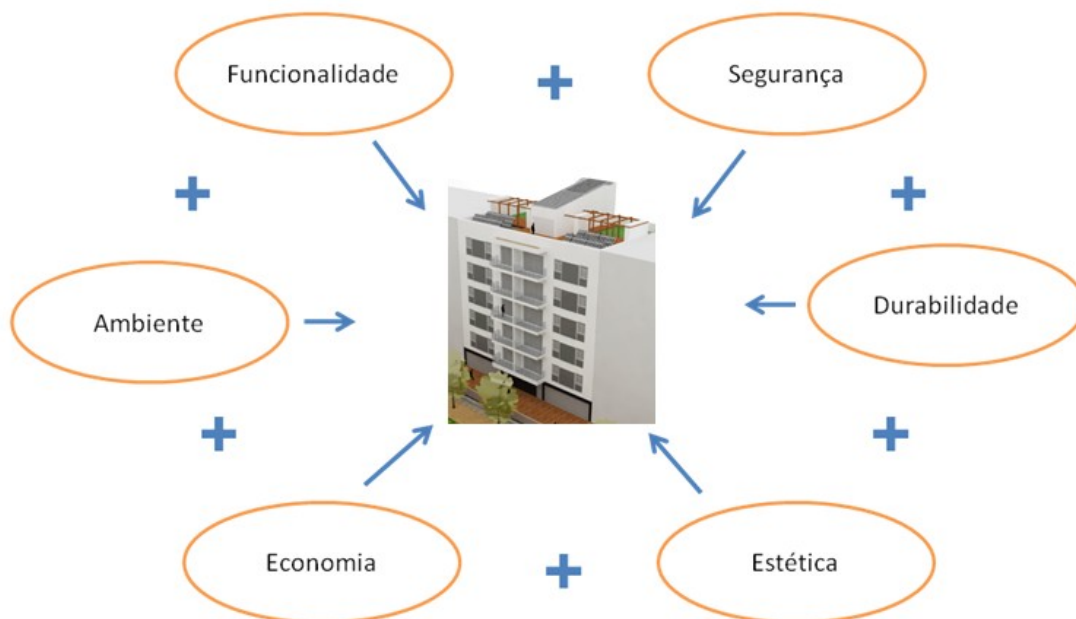 Funcionalidade
Segurança
Ambiente
Durabilidade
Economia
Estética